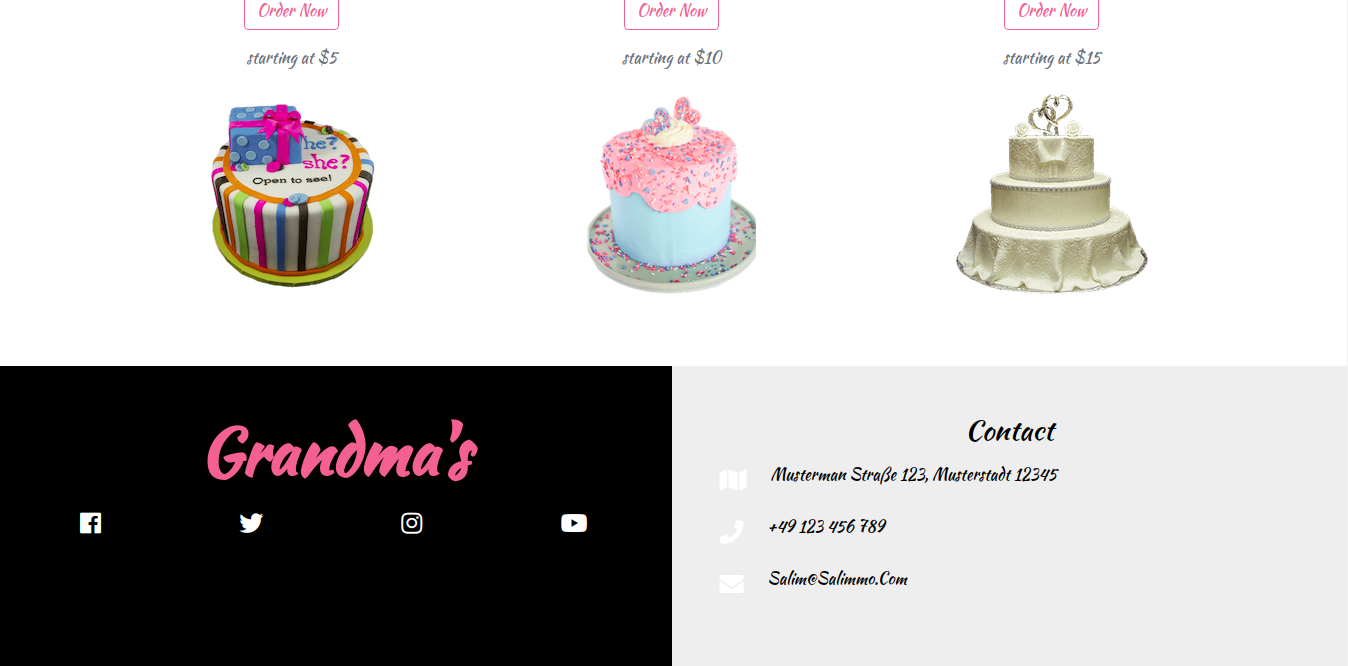 Order Now
Order Now
Order Now
starting at $5
starting at $10
starting at $15
he?
she?
Open to see!
Grandma's
Contact
Musterman Straße 123, Musterstadt 12345
+49 123 456 789
Salim@Salimmo.Com